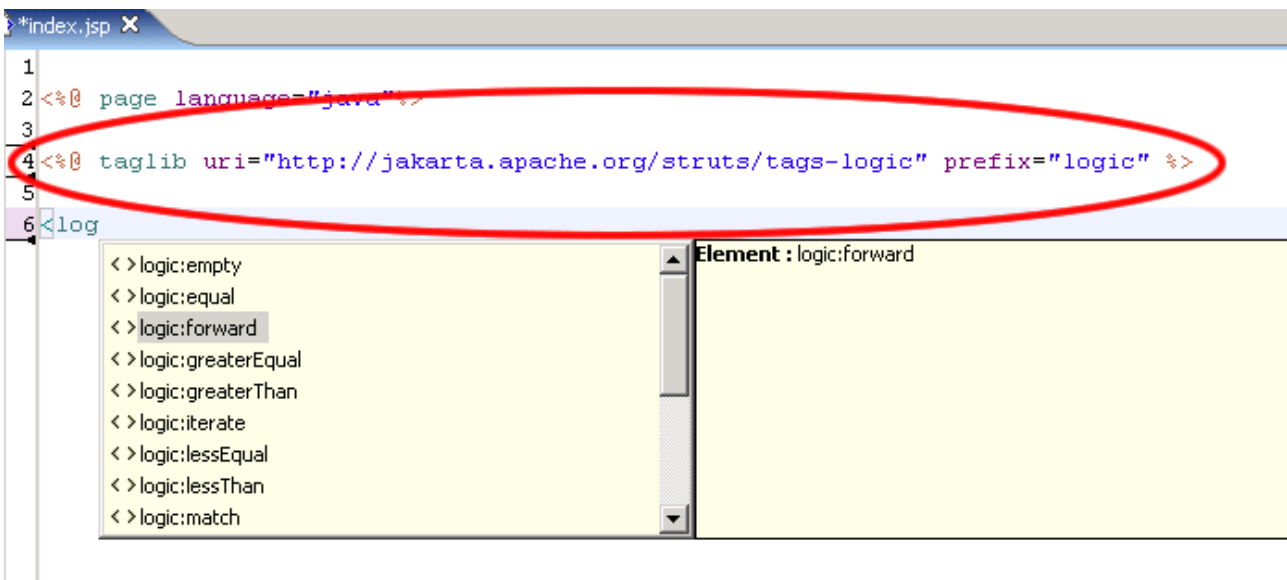 *index.jsp
1
2 <%@ page language="java"%>
3
4 <%@ taglib uri="http://jakarta.apache.org/struts/tags-logic" prefix="logic" %>
5
6 <log
< > logic:empty
< > logic:equal
< > logic:forward
< > logic:greaterEqual
< > logic:greaterThan
< > logic:iterate
< > logic:lessEqual
< > logic:lessThan
< > logic:match
Element : logic:forward